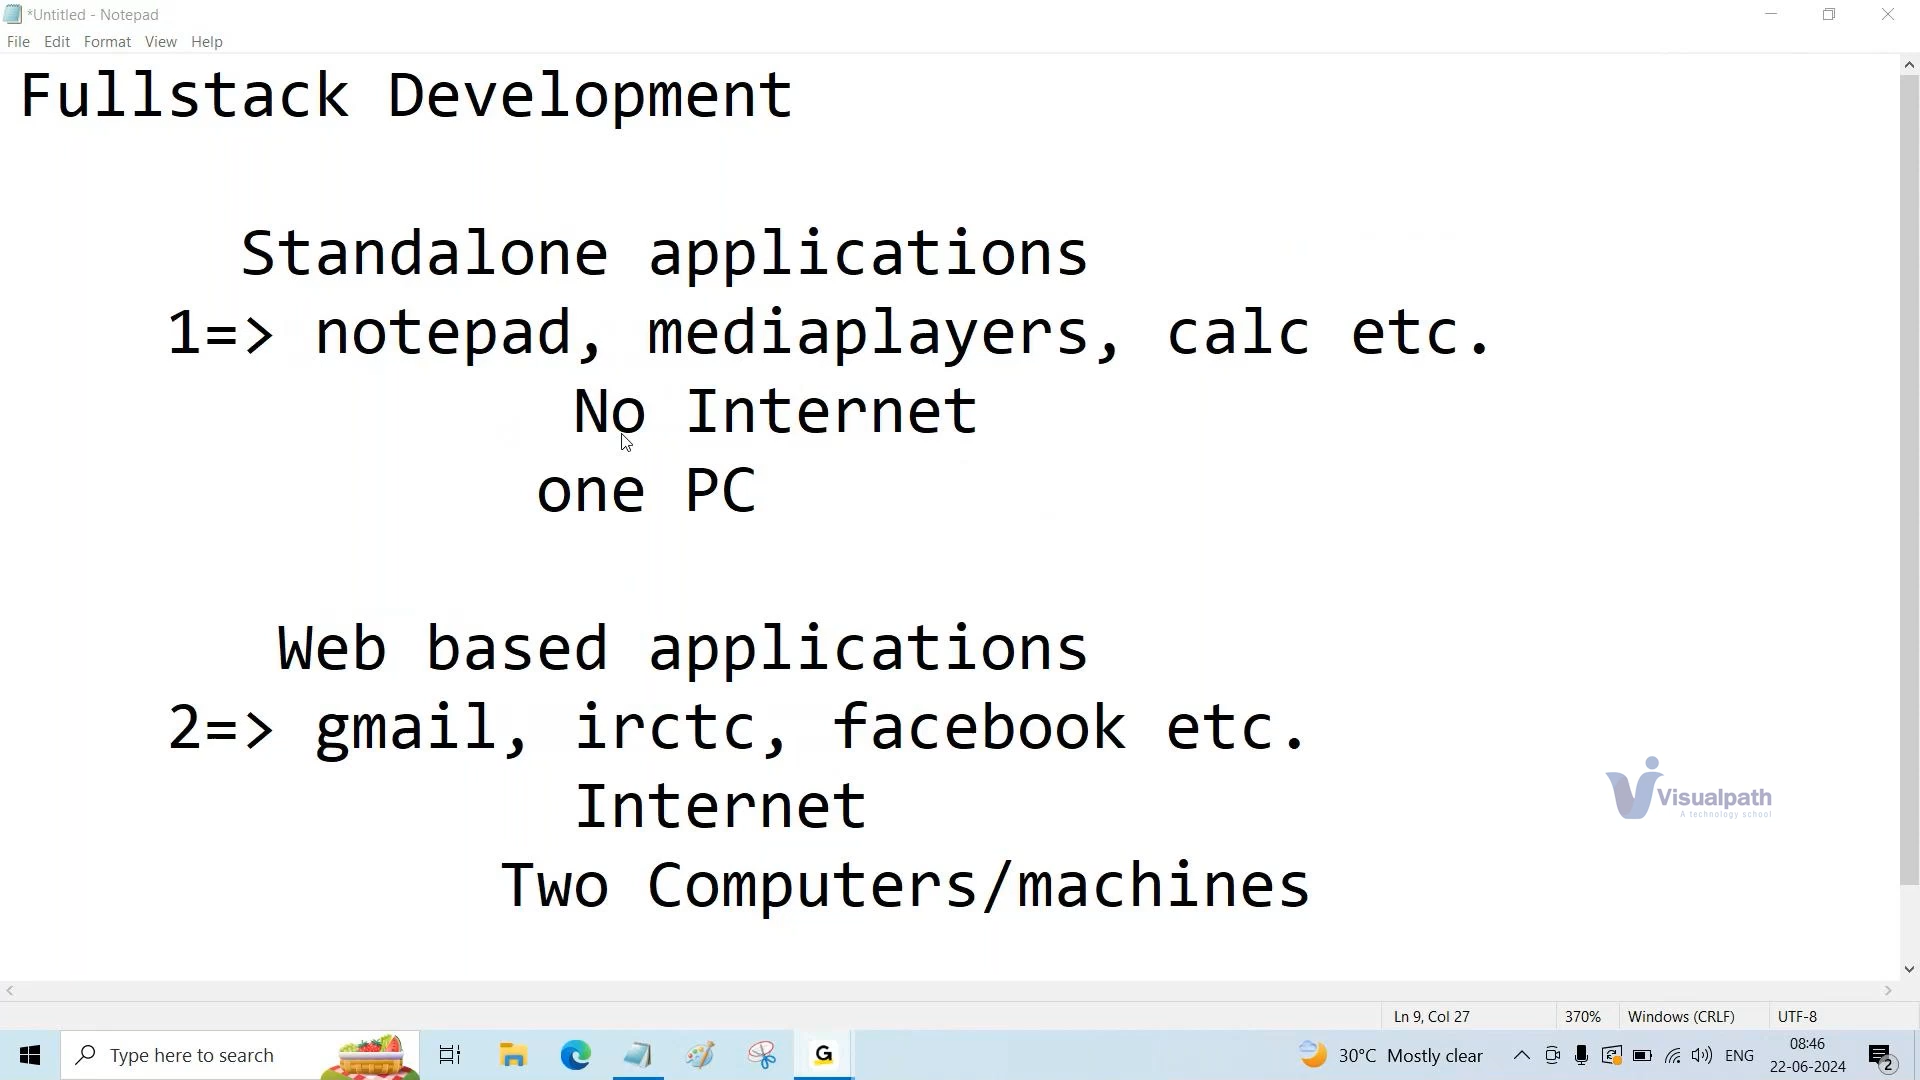 *Untitled - Notepad
File Edit Format View Help
Fullstack Development
Standalone applications
1=> notepad, mediaplayers, calc etc.
No Internet
one PC
Web based applications
2=> gmail, irctc, facebook etc.
Internet
Two Computers/machines
Visualpath
A technology school
Ln 9, Col 27 370% Windows (CRLF) UTF-8
Type here to search G 30°C Mostly clear ENG 08:46
22-06-2024 2